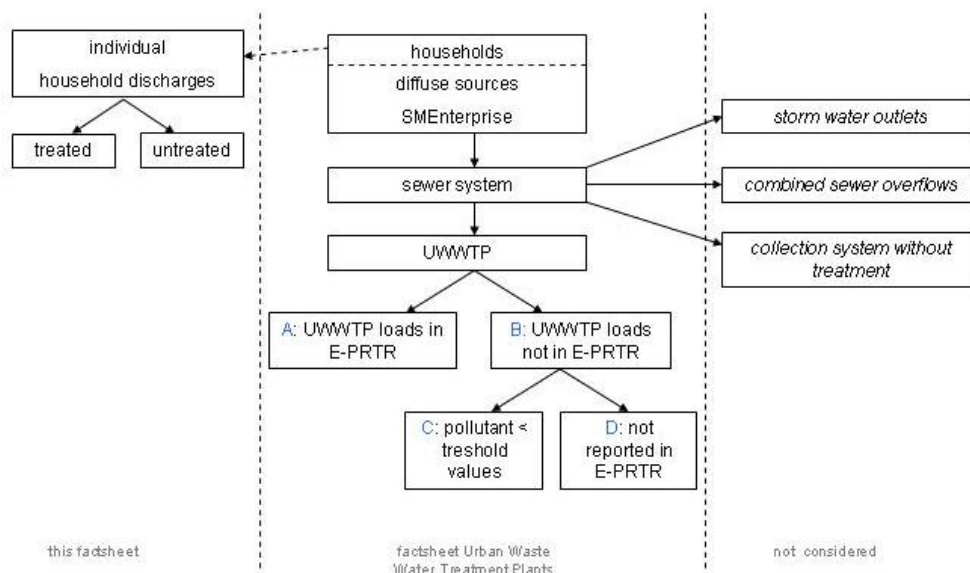 individual
household discharges
treated
untreated
households
diffuse sources
SMEnterprise
sewer system
UWWTP
A: UWWTP loads in
E-PRTR
B: UWWTP loads
not in E-PRTR
C: pollutant <
treshold
values
D: not
reported in
E-PRTR
storm water outlets
combined sewer overflows
collection system without
treatment
this factsheet
factsheet Urban Waste
Water Treatment Plants
not considered